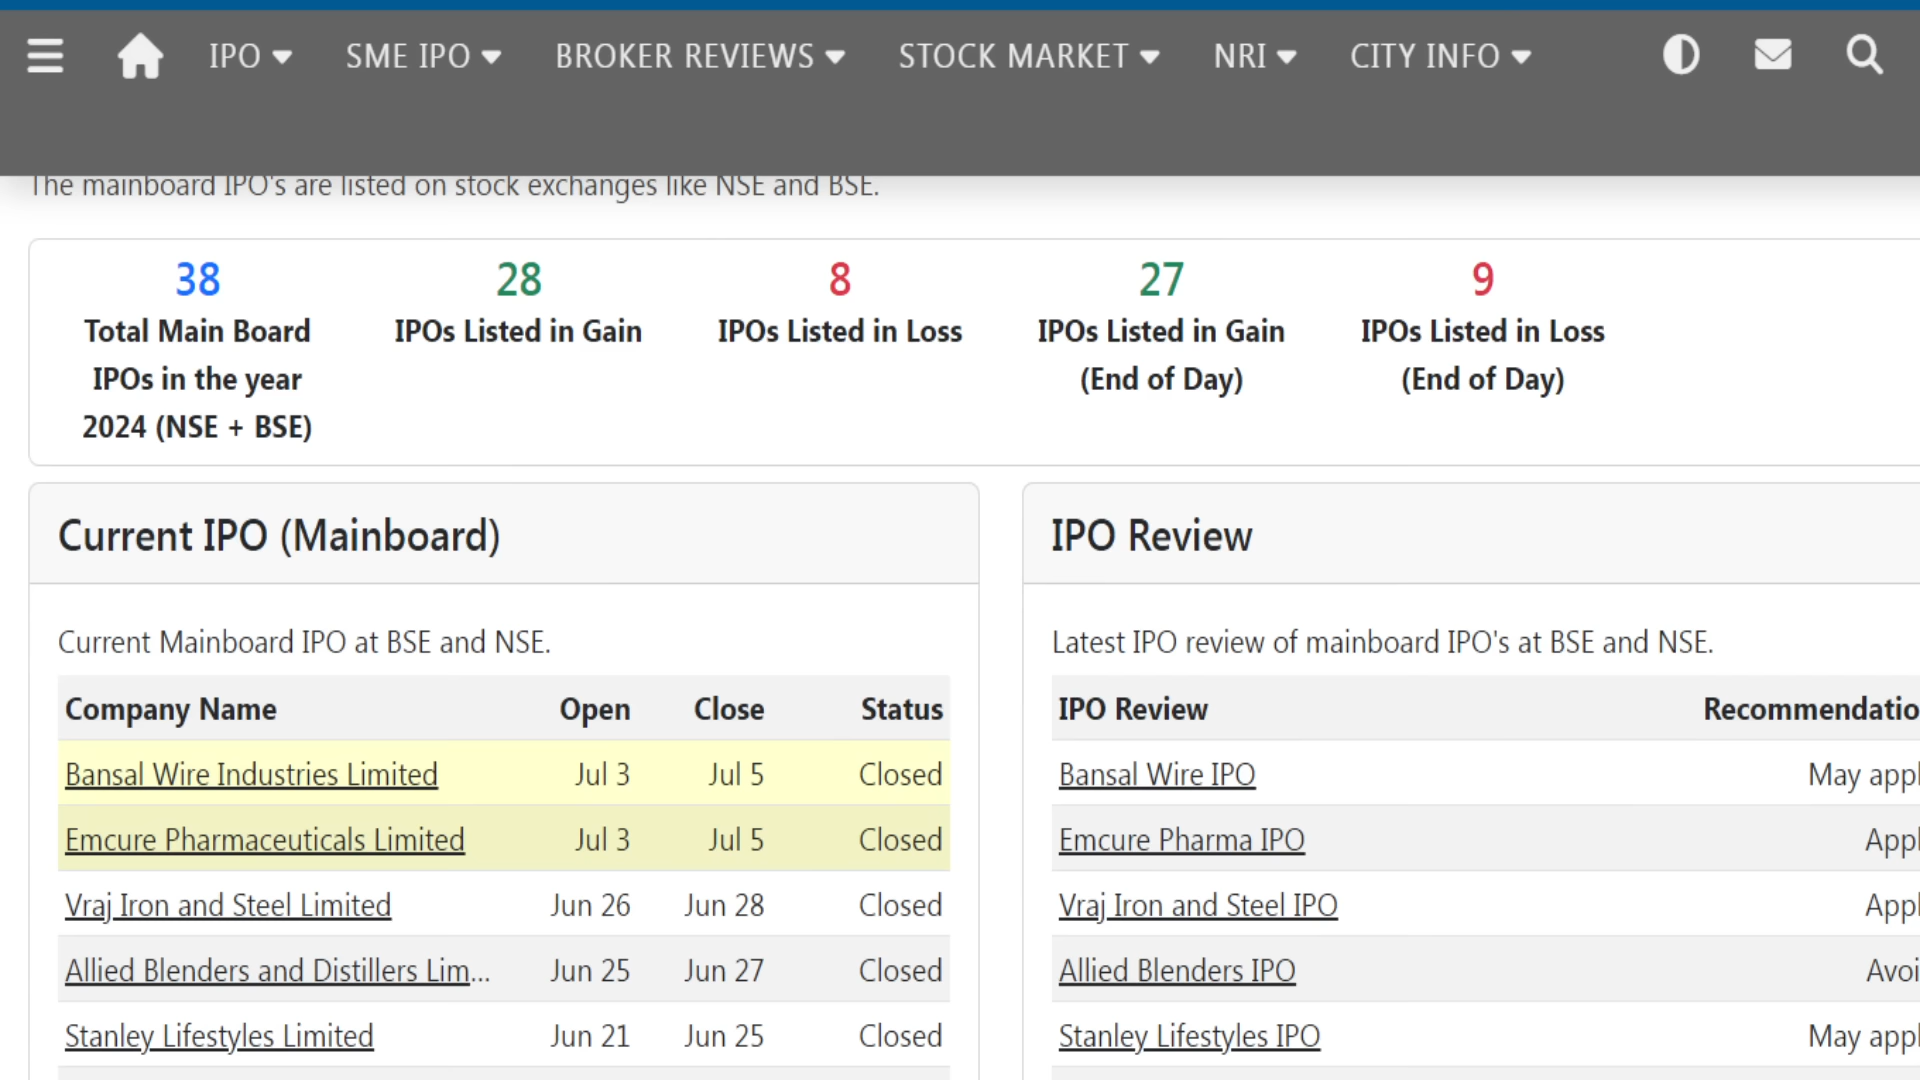 IPO SME IPO BROKER REVIEWS STOCK MARKET NRI CITY INFO
The mainboard IPO's are listed on stock exchanges like NSE and BSE.
38 28 8 27 9
Total Main Board IPOs Listed in Gain IPOs Listed in Loss IPOs Listed in Gain IPOs Listed in Loss
IPOs in the year (End of Day) (End of Day)
2024 (NSE + BSE)
Current IPO (Mainboard)
Current Mainboard IPO at BSE and NSE.
Company Name Open Close Status
Bansal Wire Industries Limited Jul 3 Jul 5 Closed
Emcure Pharmaceuticals Limited Jul 3 Jul 5 Closed
Vraj Iron and Steel Limited Jun 26 Jun 28 Closed
Allied Blenders and Distillers Lim... Jun 25 Jun 27 Closed
Stanley Lifestyles Limited Jun 21 Jun 25 Closed
IPO Review
Latest IPO review of mainboard IPO's at BSE and NSE.
IPO Review Recommendatio
Bansal Wire IPO May appl
Emcure Pharma IPO Appl
Vraj Iron and Steel IPO Appl
Allied Blenders IPO Avoi
Stanley Lifestyles IPO May appl